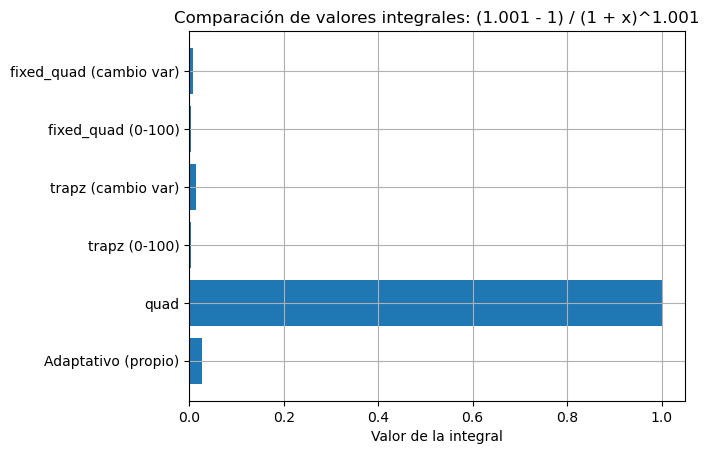 Comparación de valores integrales: (1.001 - 1) / (1 + x)^1.001
fixed_quad (cambio var)
fixed_quad (0-100)
trapz (cambio var)
trapz (0-100)
quad
Adaptativo (propio)
0.0 0.2 0.4 0.6 0.8 1.0
Valor de la integral